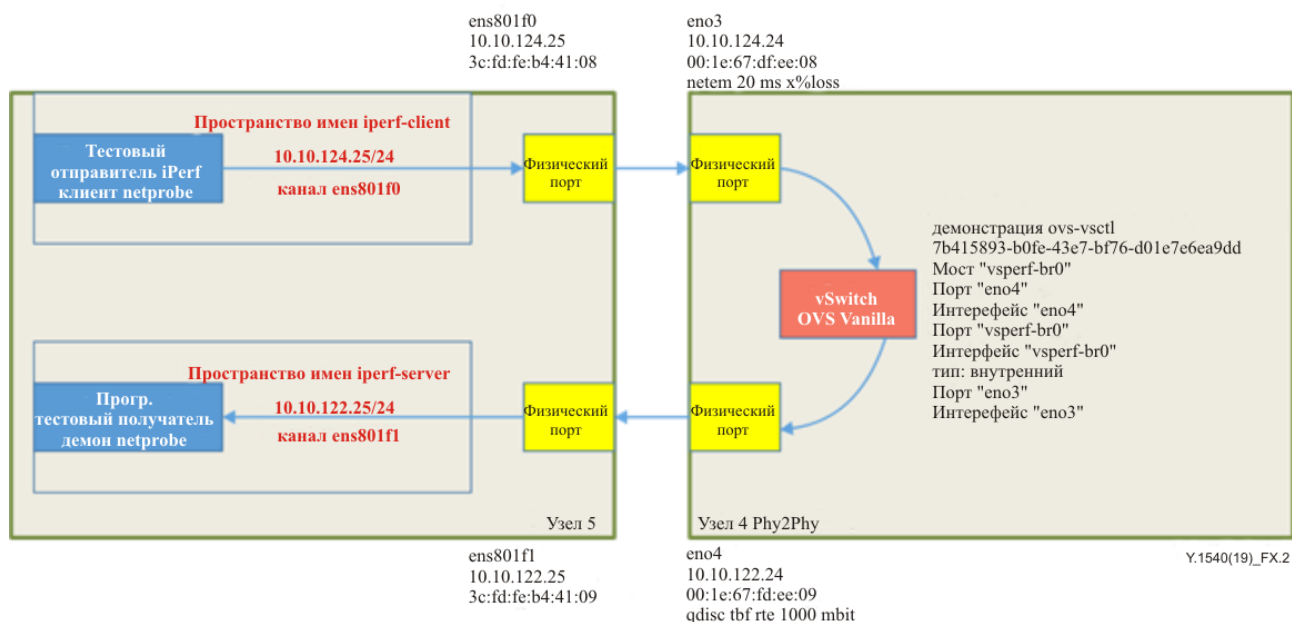 ens801f0
10.10.124.25
3c:fd:fe:b4:41:08
eno3
10.10.124.24
00:1e:67:df:ee:08
netem 20 ms x%loss
Пространство имен iperf-client
Тестовый
отправитель iPerf
клиент netprobe
10.10.124.25/24
канал ens801f0
Физический
порт
Физический
порт
vSwitch
OVS Vanilla
демонстрация ovs-vsctl
7b415893-b0fe-43e7-bf76-d01e7e6ea9dd
Мост "vsperf-br0"
Порт "eno4"
Интерефейс "eno4"
Порт "vsperf-br0"
Интерфейс "vsperf-br0"
тип: внутренний
Порт "eno3"
Интерефейс "eno3"
Пространство имен iperf-server
Прогр.
тестовый получатель
демон netprobe
10.10.122.25/24
канал ens801f1
Физический
порт
Физический
порт
Узел 5
Узел 4 Phy2Phy
ens801f1
10.10.122.25
3c:fd:fe:b4:41:09
eno4
10.10.122.24
00:1e:67:fd:ee:09
qdisc tbf rte 1000 mbit
Y.1540(19)_FX.2